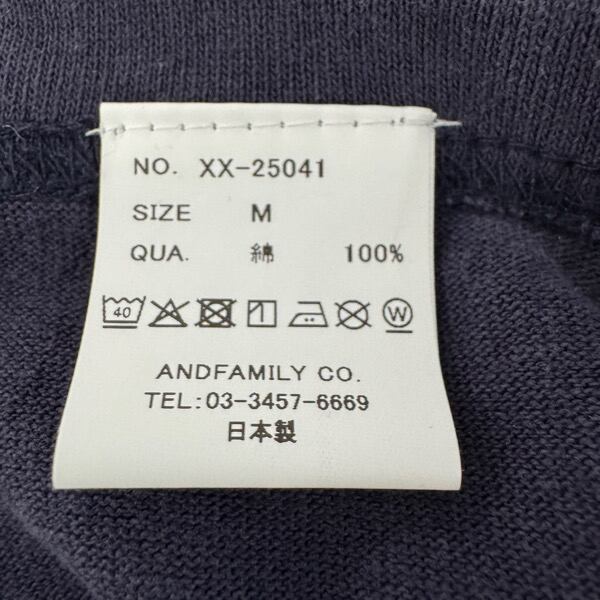 NO. XX-25041
SIZE M
QUA. 綿 100%
40 W
ANDFAMILY CO.
TEL:03-3457-6669
日本製